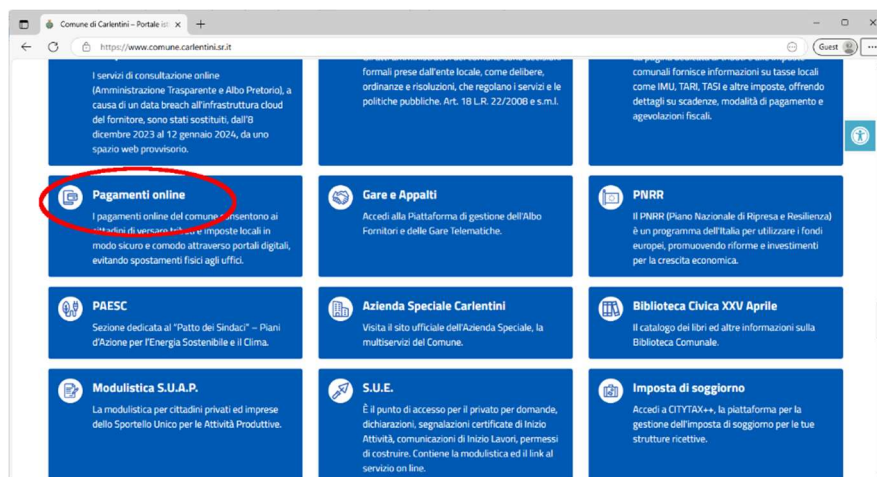 Comune di Carlentini – Portale ist
https://www.comune.carlentini.sr.it
Guest
I servizi di consultazione online
(Amministrazione Trasparente e Albo Pretorio), a
causa di un data breach all'infrastruttura cloud
del fornitore, sono stati sostituiti, dall'8
dicembre 2023 al 12 gennaio 2024, da uno
spazio web provvisorio.
formali prese dall'ente locale, come delibere,
ordinanze e risoluzioni, che regolano i servizi e le
politiche pubbliche. Art. 18 L.R. 22/2008 e s.m.I.
comunali fornisce informazioni su tasse locali
come IMU, TARI, TASI e altre imposte, offrendo
dettagli su scadenze, modalità di pagamento e
agevolazioni fiscali.
Pagamenti online
I pagamenti online del comune consentono ai
cittadini di versare tributi e imposte locali in
modo sicuro e comodo attraverso portali digitali,
evitando spostamenti fisici agli uffici.
Gare e Appalti
Accedi alla Piattaforma di gestione dell'Albo
Fornitori e delle Gare Telematiche.
PNRR
Il PNRR (Piano Nazionale di Ripresa e Resilienza)
è un programma dell'Italia per utilizzare i fondi
europei, promuovendo riforme e investimenti
per la crescita economica.
PAESC
Sezione dedicata al "Patto dei Sindaci" – Piani
d'Azione per l'Energia Sostenibile e il Clima.
Azienda Speciale Carlentini
Visita il sito ufficiale dell'Azienda Speciale, la
multiservizi del Comune.
Biblioteca Civica XXV Aprile
Il catalogo dei libri ed altre informazioni sulla
Biblioteca Comunale.
Modulistica S.U.A.P.
La modulistica per cittadini privati ed imprese
dello Sportello Unico per le Attività Produttive.
S.U.E.
È il punto di accesso per il privato per domande,
dichiarazioni, segnalazioni certificate di Inizio
Attività, comunicazioni di Inizio Lavori, permessi
di costruire. Contiene la modulistica ed il link al
servizio on line.
Imposta di soggiorno
Accedi a CITYTAX++, la piattaforma per la
gestione dell'imposta di soggiorno per le tue
strutture ricettive.